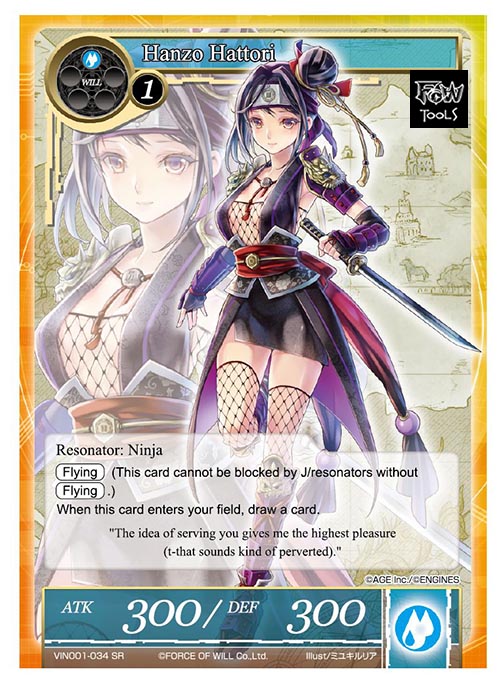 Hanzo Hattori
WILL
1
FOW
TOOLS
Resonator: Ninja
Flying (This card cannot be blocked by J/resonators without
Flying.)
When this card enters your field, draw a card.
"The idea of serving you gives me the highest pleasure
(t-that sounds kind of perverted)."
©AGE Inc./©ENGINES
ATK 300/ DEF 300
VIN001-034 SR ©FORCE OF WILL Co.,Ltd. Illust/ミユキルリア